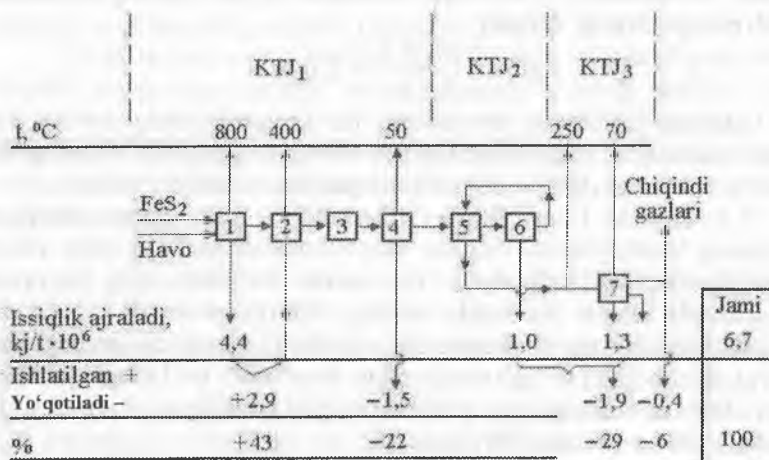 KTJ₁ KTJ₂ KTJ₃
t, ⁰C 800 400 50 250 70
Chiqindi
gazlari
FeS₂
Havo
1 2 3 4 5 6
7
Jami
Issiqlik ajraladi,
kj/t·10⁶ 4,4 1,0 1,3 6,7
Ishlatilgan +
Yo‘qotiladi – +2,9 –1,5 –1,9 –0,4
% +43 –22 –29 –6 100